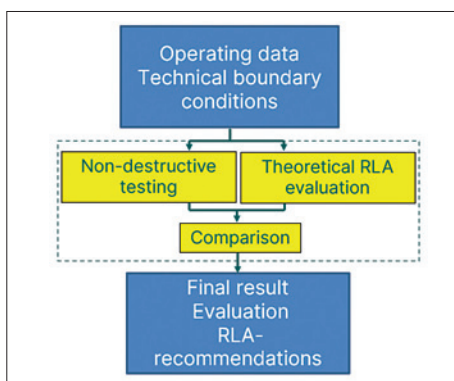 Operating data
Technical boundary
conditions
Non-destructive
testing
Theoretical RLA
evaluation
Comparison
Final result
Evaluation
RLA-
recommendations